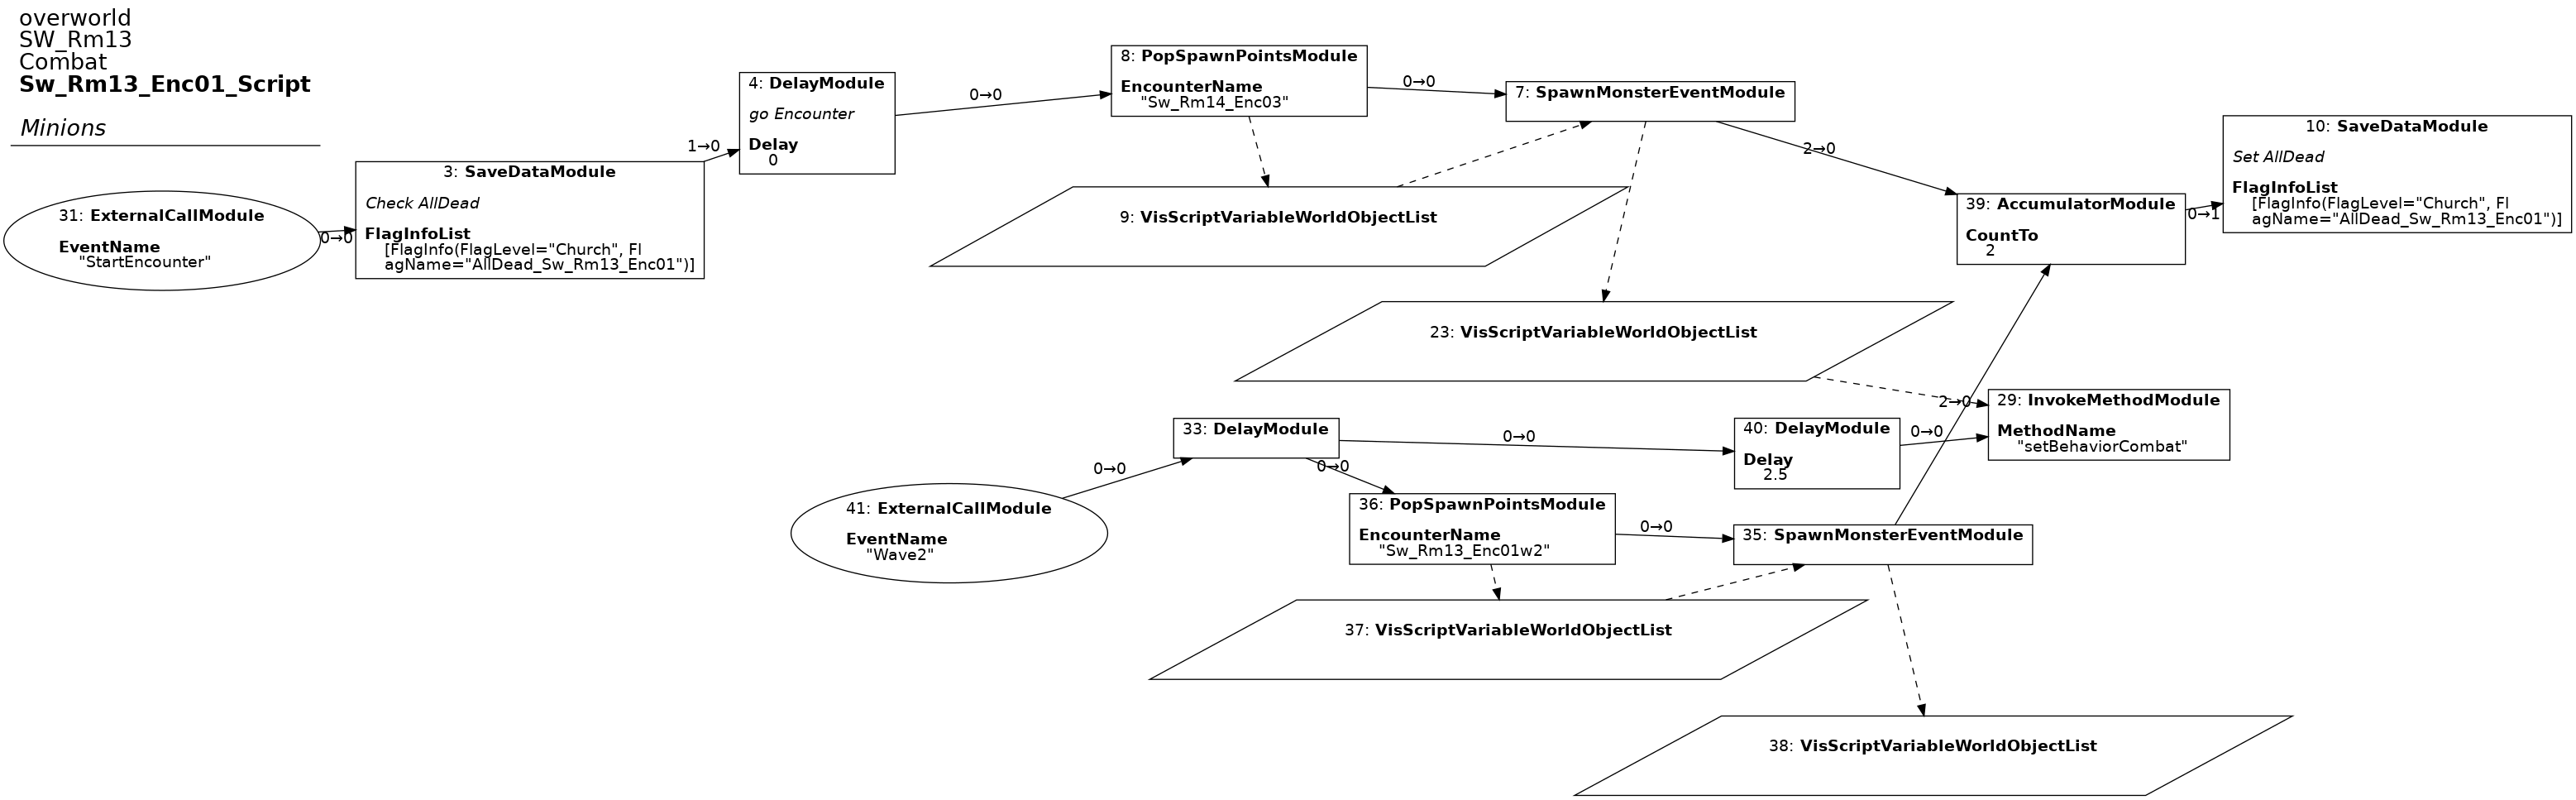 overworld
SW_Rm13
Combat
Sw_Rm13_Enc01_Script
Minions
31: ExternalCallModule
EventName
"StartEncounter"
0→0
3: SaveDataModule
Check AllDead
FlagInfoList
[FlagInfo(FlagLevel="Church", Fl
agName="AllDead_Sw_Rm13_Enc01")]
1→0
4: DelayModule
go Encounter
Delay
0
0→0
8: PopSpawnPointsModule
EncounterName
"Sw_Rm14_Enc03"
0→0
7: SpawnMonsterEventModule
9: VisScriptVariableWorldObjectList
2→0
39: AccumulatorModule
CountTo
2
0→1
10: SaveDataModule
Set AllDead
FlagInfoList
[FlagInfo(FlagLevel="Church", Fl
agName="AllDead_Sw_Rm13_Enc01")]
23: VisScriptVariableWorldObjectList
41: ExternalCallModule
EventName
"Wave2"
0→0
33: DelayModule
0→0
0→0
40: DelayModule
Delay
2.5
0→0
2→0
29: InvokeMethodModule
MethodName
"setBehaviorCombat"
36: PopSpawnPointsModule
EncounterName
"Sw_Rm13_Enc01w2"
0→0
35: SpawnMonsterEventModule
37: VisScriptVariableWorldObjectList
38: VisScriptVariableWorldObjectList